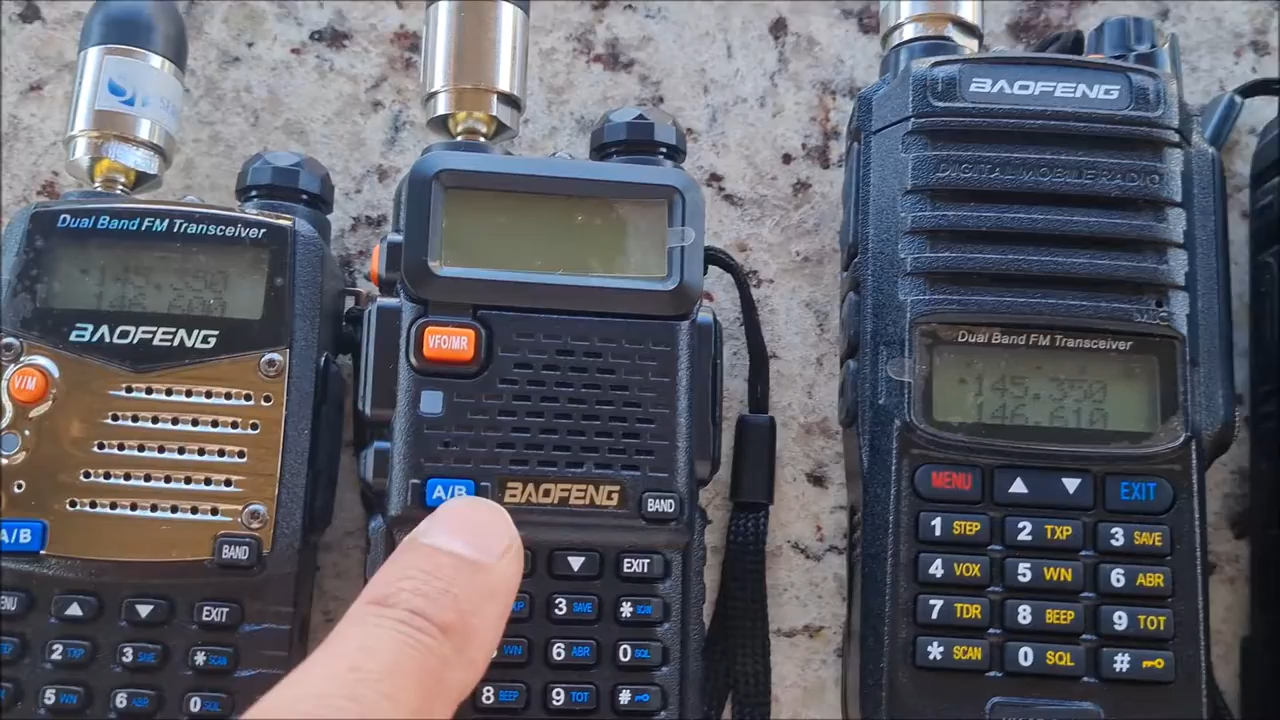 Dual Band FM Transceiver
145.350
146.600
BAOFENG
V/M
A/B
BAND
▲ ▼ EXIT
2 TXP 3 SAVE * SCAN
5 WN 6 ABR 0 SQL
VFO/MR
A/B BAOFENG BAND
▼ EXIT
3 SAVE * SCAN
WN 6 ABR 0 SQL
8 BEEP 9 TOT #
BAOFENG
DIGITAL MOBILE RADIO
MIC
Dual Band FM Transceiver
145.350
146.610
MENU ▲ ▼ EXIT
1 STEP 2 TXP 3 SAVE
4 VOX 5 WN 6 ABR
7 TDR 8 BEEP 9 TOT
* SCAN 0 SQL #